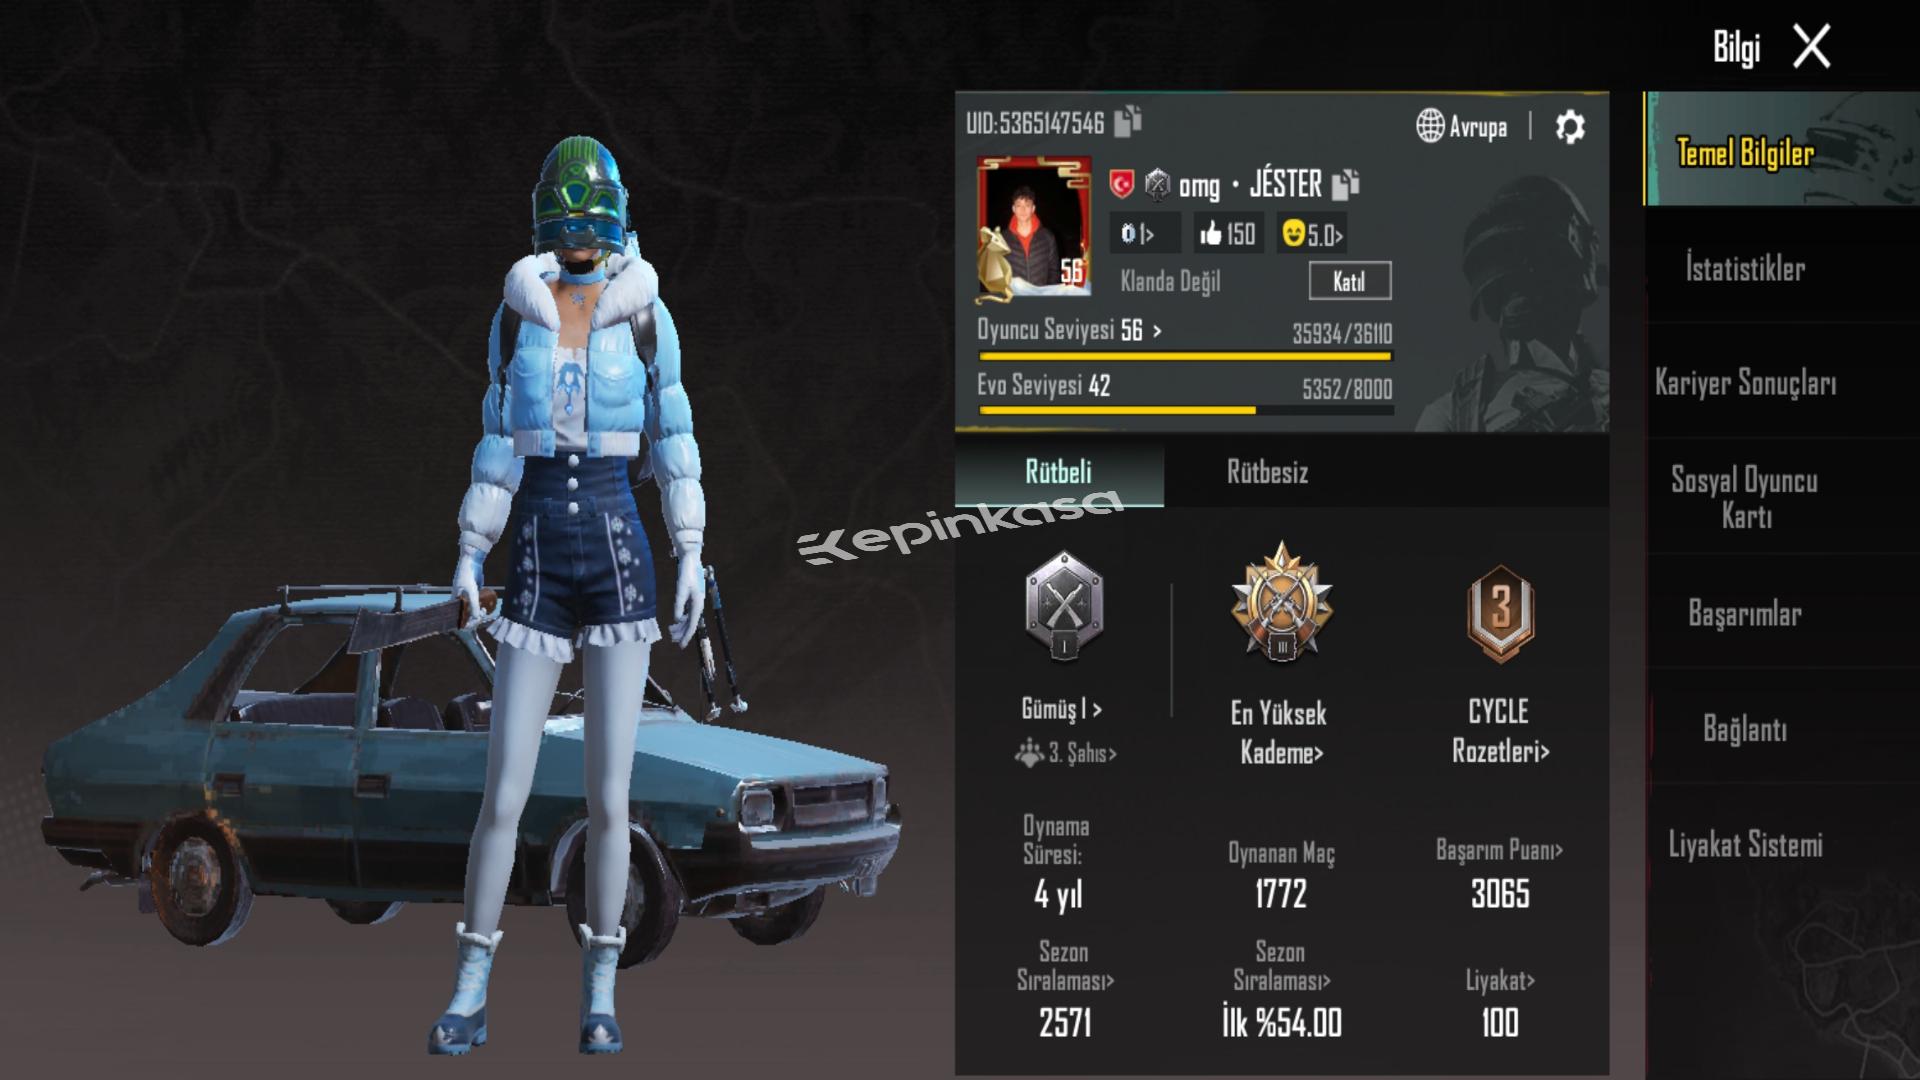 Bilgi
UID:5365147546
Avrupa
omg • JÉSTER
1>
150
5.0>
56
Klanda Değil
Katıl
Oyuncu Seviyesi 56 >
35934/36110
Evo Seviyesi 42
5352/8000
Rütbeli
Rütbesiz
epinkasa
I
III
3
Gümüş I >
3. Şahıs>
En Yüksek
Kademe>
CYCLE
Rozetleri>
Oynama
Süresi:
4 yıl
Oynanan Maç
1772
Başarım Puanı>
3065
Sezon
Sıralaması>
2571
Sezon
Sıralaması>
İlk %54.00
Liyakat>
100
Temel Bilgiler
İstatistikler
Kariyer Sonuçları
Sosyal Oyuncu
Kartı
Başarımlar
Bağlantı
Liyakat Sistemi